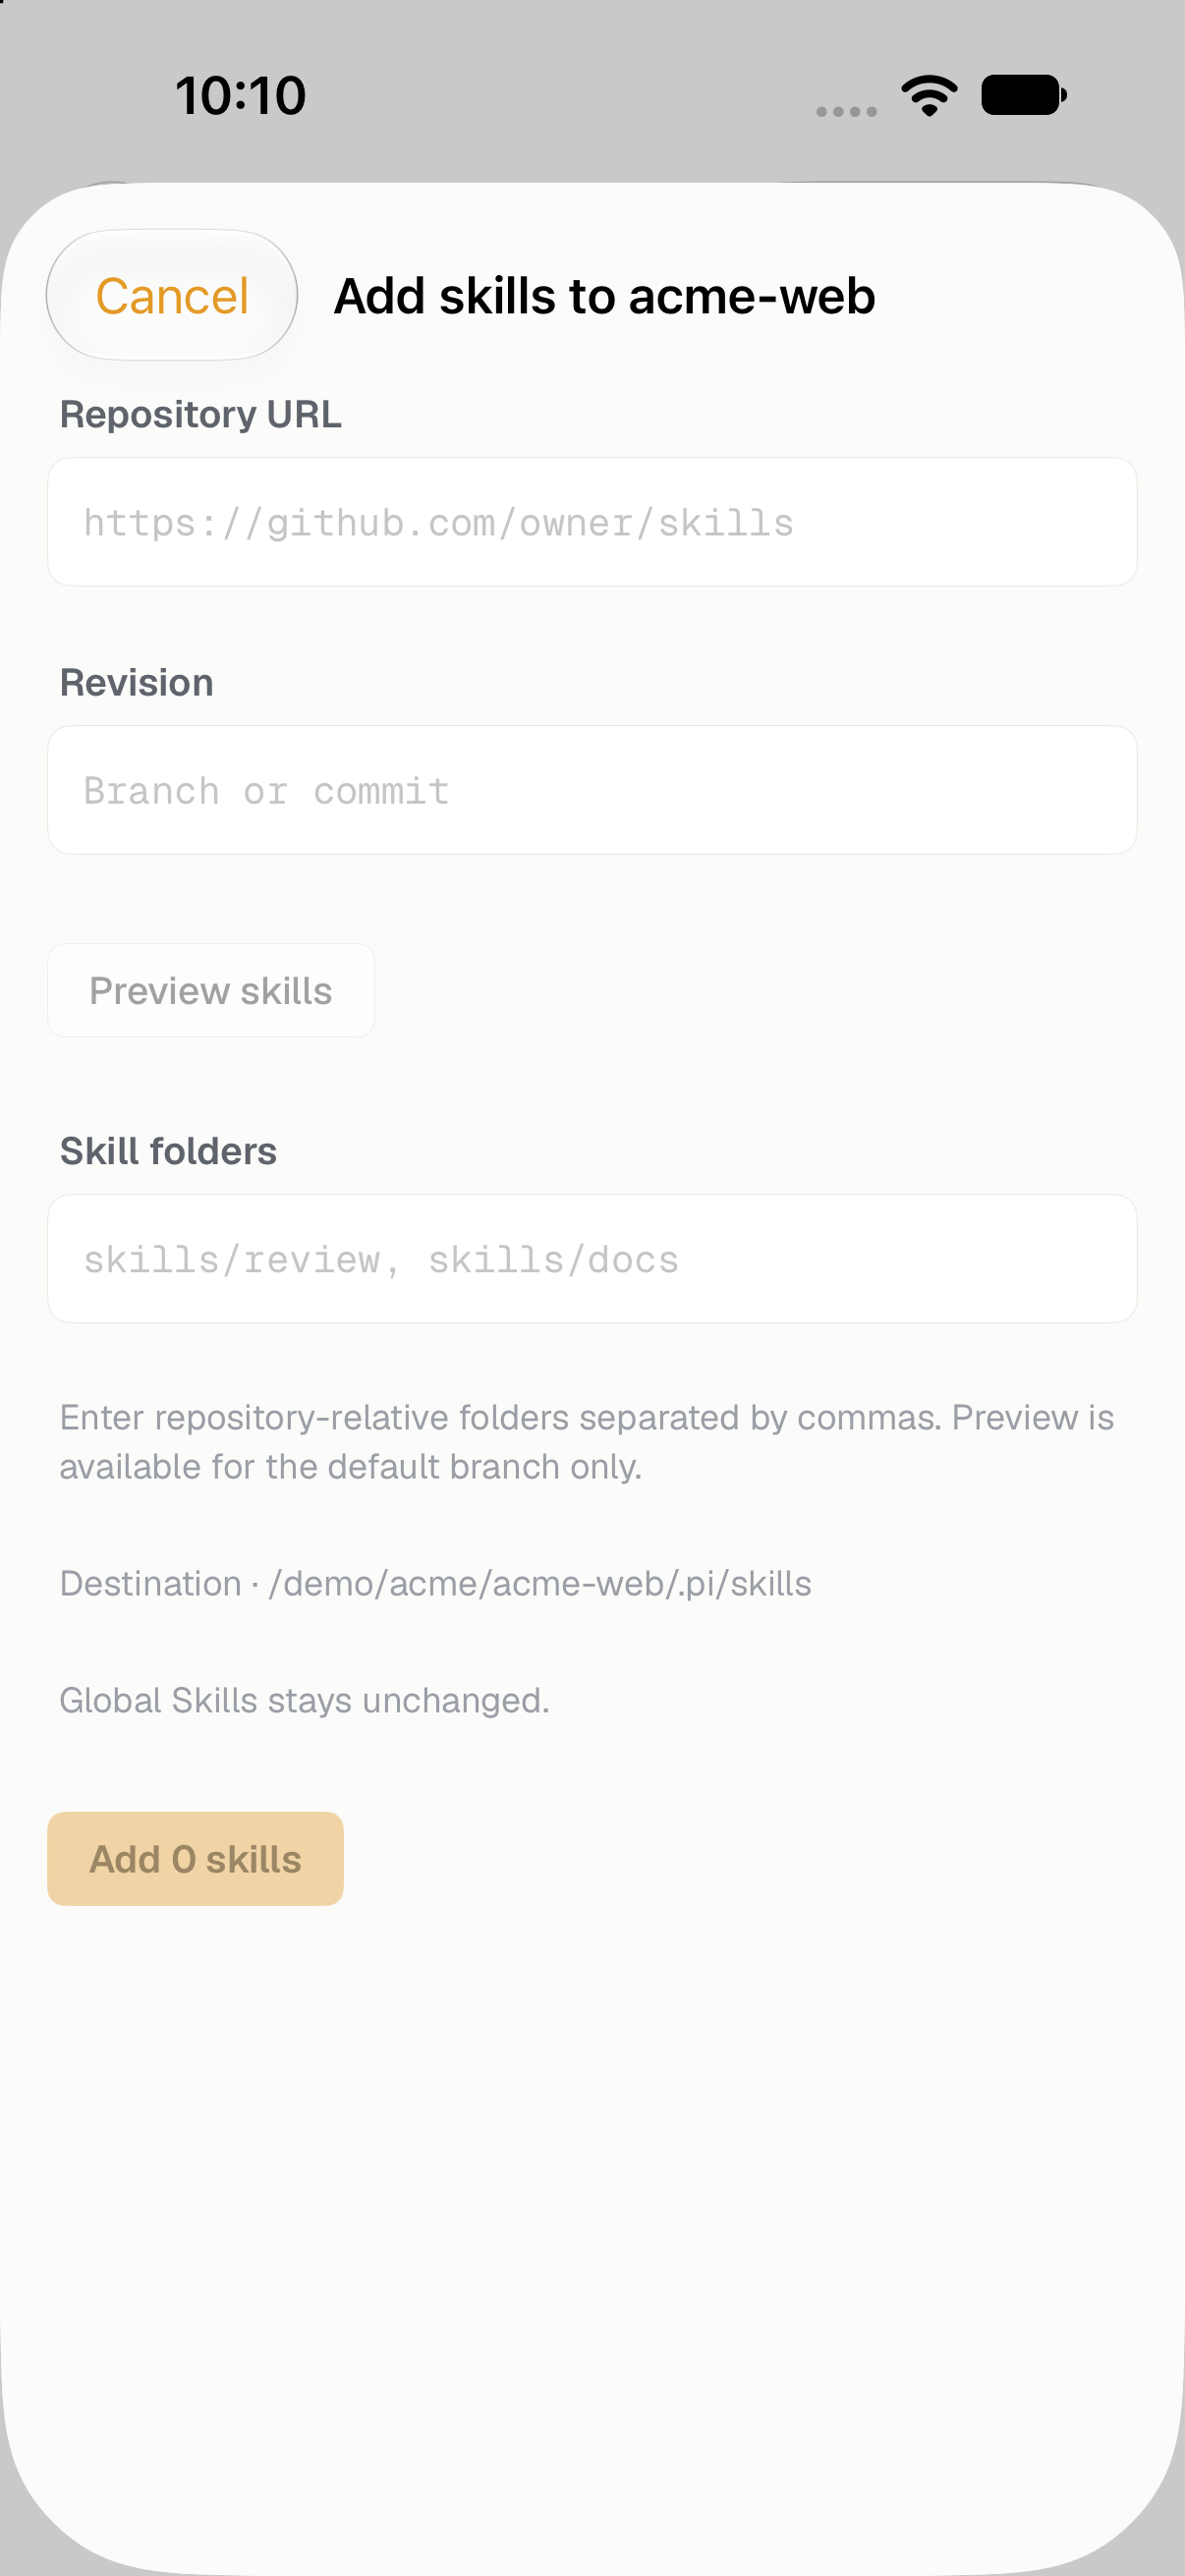 10:10
Cancel
Add skills to acme-web
Repository URL
https://github.com/owner/skills
Revision
Branch or commit
Preview skills
Skill folders
skills/review, skills/docs
Enter repository-relative folders separated by commas. Preview is
available for the default branch only.
Destination · /demo/acme/acme-web/.pi/skills
Global Skills stays unchanged.
Add 0 skills